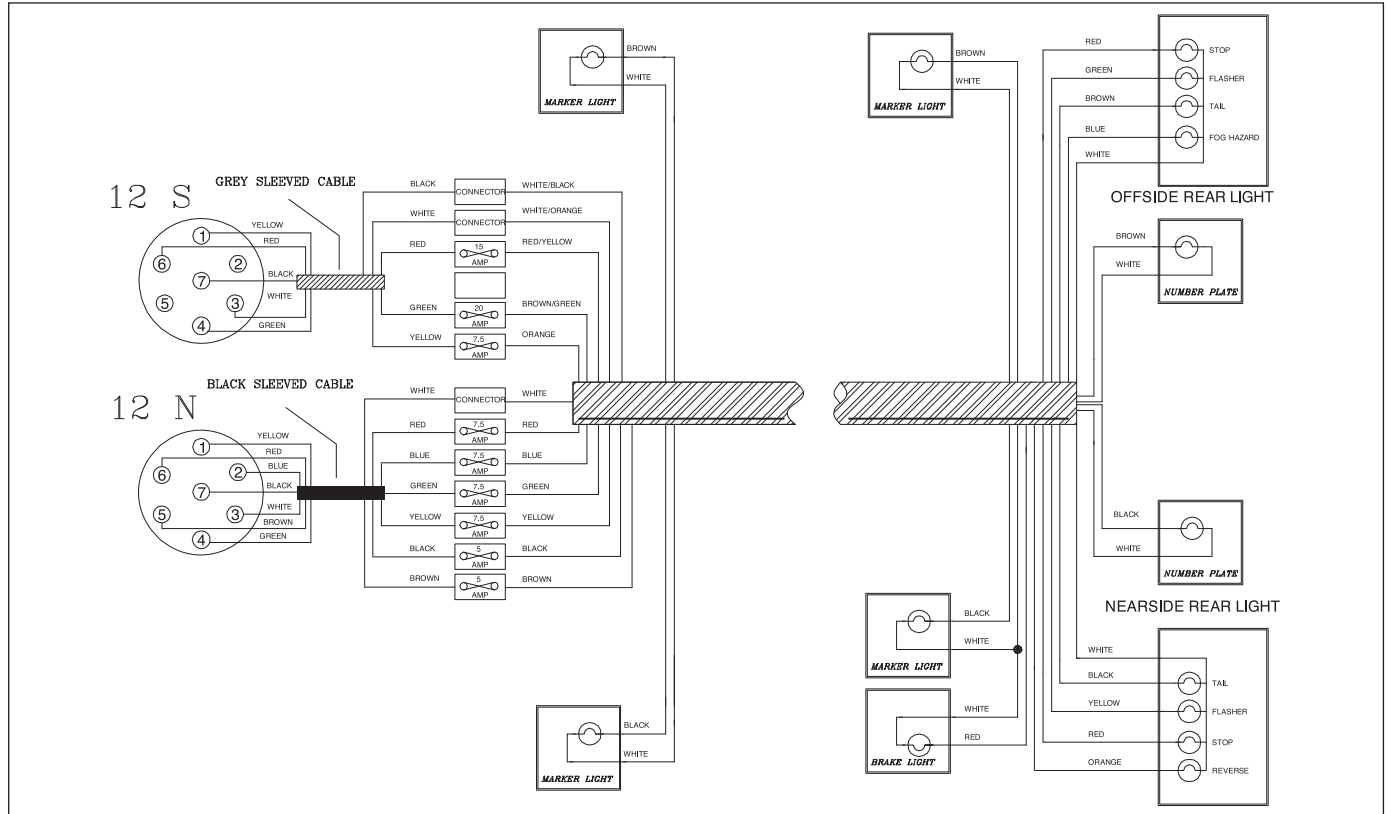 BROWN
WHITE
MARKER LIGHT
BROWN
WHITE
MARKER LIGHT
RED
STOP
GREEN
FLASHER
BROWN
TAIL
BLUE
FOG HAZARD
WHITE
OFFSIDE REAR LIGHT
BROWN
WHITE
NUMBER PLATE
12 S
GREY SLEEVED CABLE
YELLOW
RED
BLACK
WHITE
GREEN
1
6
2
7
5
3
4
BLACK
CONNECTOR
WHITE/BLACK
WHITE
CONNECTOR
WHITE/ORANGE
RED
15
AMP
RED/YELLOW
GREEN
20
AMP
BROWN/GREEN
YELLOW
7.5
AMP
ORANGE
12 N
BLACK SLEEVED CABLE
YELLOW
RED
BLUE
BLACK
WHITE
BROWN
GREEN
1
6
2
7
5
3
4
WHITE
CONNECTOR
WHITE
RED
7.5
AMP
RED
BLUE
7.5
AMP
BLUE
GREEN
7.5
AMP
GREEN
YELLOW
7.5
AMP
YELLOW
BLACK
5
AMP
BLACK
BROWN
5
AMP
BROWN
BLACK
WHITE
MARKER LIGHT
BLACK
WHITE
MARKER LIGHT
WHITE
RED
BRAKE LIGHT
BLACK
WHITE
NUMBER PLATE
NEARSIDE REAR LIGHT
WHITE
BLACK
TAIL
YELLOW
FLASHER
RED
STOP
ORANGE
REVERSE